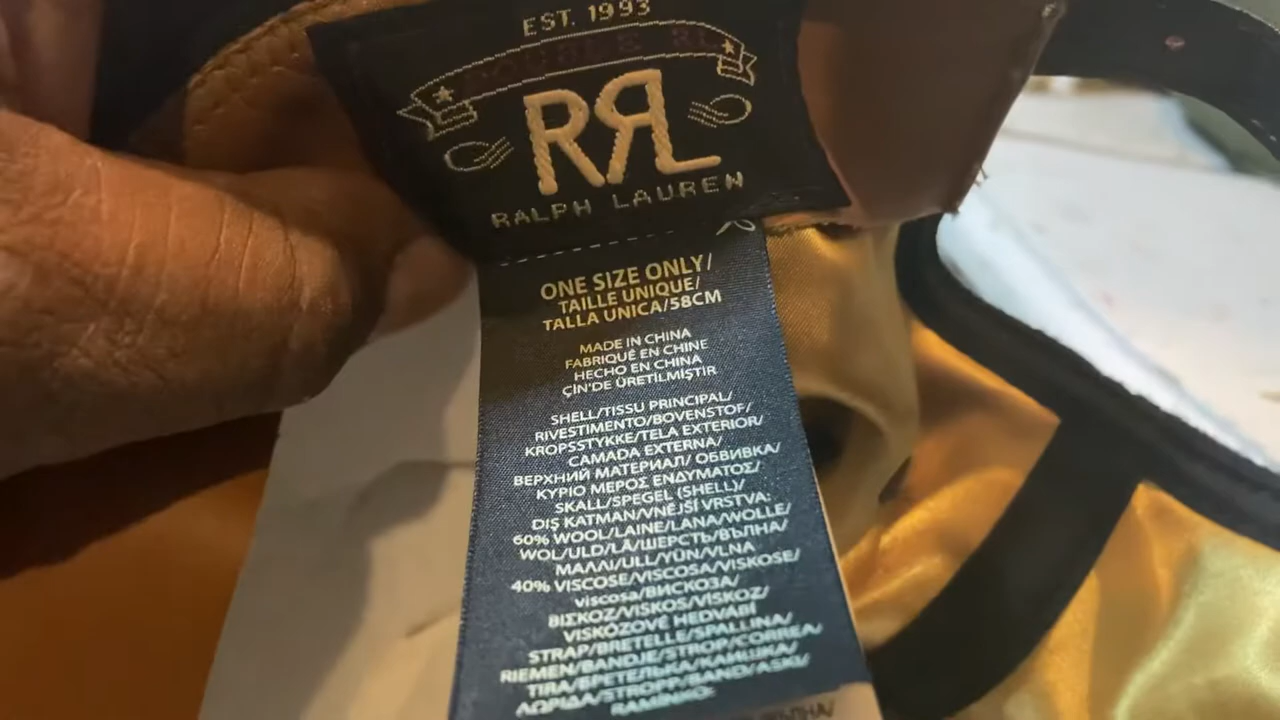 EST. 1993
DOUBLE RL
RRL
RALPH LAUREN
ONE SIZE ONLY/
TAILLE UNIQUE/
TALLA UNICA/58CM
MADE IN CHINA
FABRIQUÉ EN CHINE
HECHO EN CHINA
ÇIN'DE ÜRETILMIŞTIR
SHELL/TISSU PRINCIPAL/
RIVESTIMENTO/BOVENSTOF/
KROPSSTYKKE/TELA EXTERIOR/
CAMADA EXTERNA/
ВЕРХНИЙ МАТЕРИАЛ/ ОБВИВКА/
ΚΥΡΙΟ ΜΕΡΟΣ ΕΝΔΥΜΑΤΟΣ/
SKALL/SPEGEL (SHELL)/
DIŞ KATMAN/VNĚJŠÍ VRSTVA:
60% WOOL/LAINE/LANA/WOLLE/
WOL/ULD/LÃ/ШЕРСТЬ/ВЪЛНА/
ΜΑΛΛΙ/ULL/YÜN/VLNA
40% VISCOSE/VISCOSA/VISKOSE/
viscosa/ВИСКОЗА/
ΒΙΣΚΟΖ/VISKOS/VISKOZ/
VISKÓZOVÉ HEDVÁBÍ
STRAP/BRETELLE/SPALLINA/
RIEMEN/BANDJE/STROP/CORREA/
TIRA/БРЕТЕЛЬКА/КАИШКА/
ΛΩΡΙΔΑ/STROPP/BAND/ASKI/
RAMÍNKO: